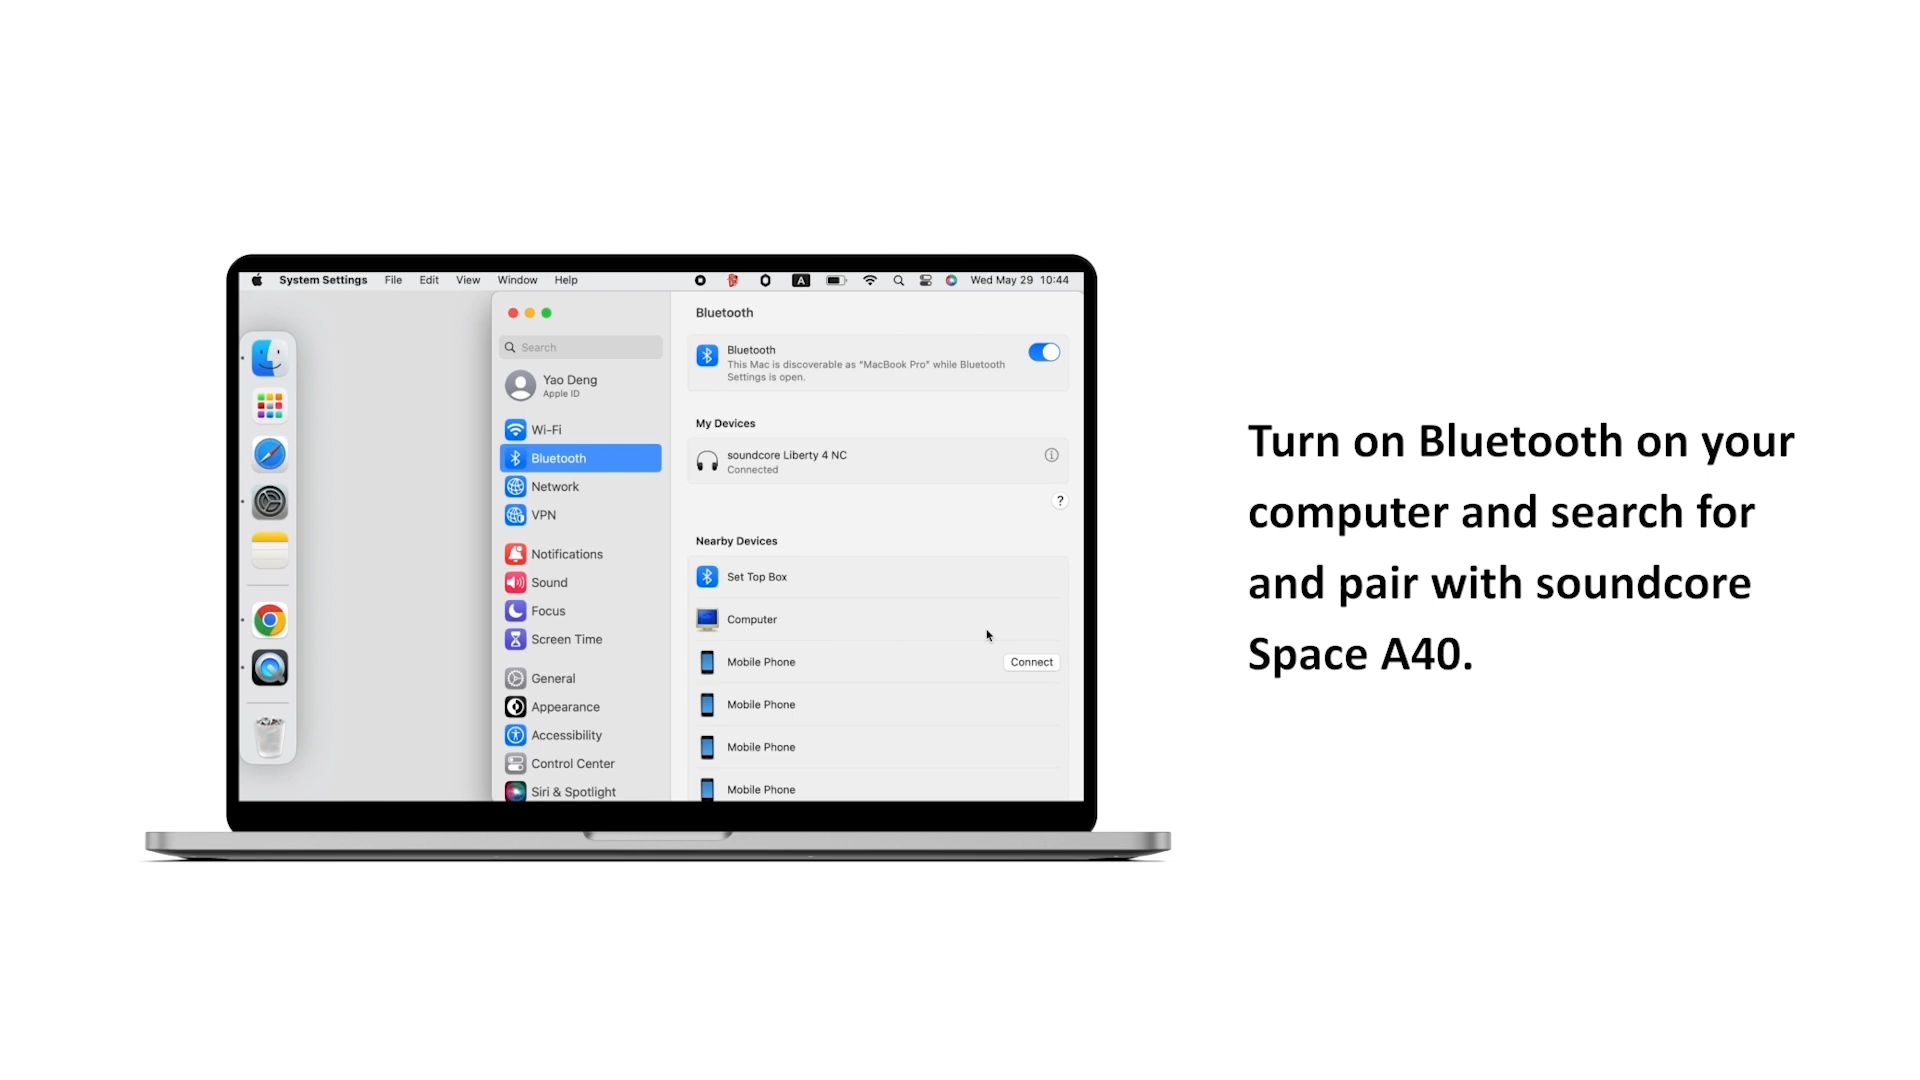 System Settings File Edit View Window Help A Wed May 29 10:44
Search
Yao Deng
Apple ID
Wi-Fi
Bluetooth
Network
VPN
Notifications
Sound
Focus
Screen Time
General
Appearance
Accessibility
Control Center
Siri & Spotlight
Bluetooth
Bluetooth
This Mac is discoverable as “MacBook Pro” while Bluetooth
Settings is open.
My Devices
soundcore Liberty 4 NC
Connected
?
Nearby Devices
Set Top Box
Computer
Mobile Phone Connect
Mobile Phone
Mobile Phone
Mobile Phone
Turn on Bluetooth on your
computer and search for
and pair with soundcore
Space A40.